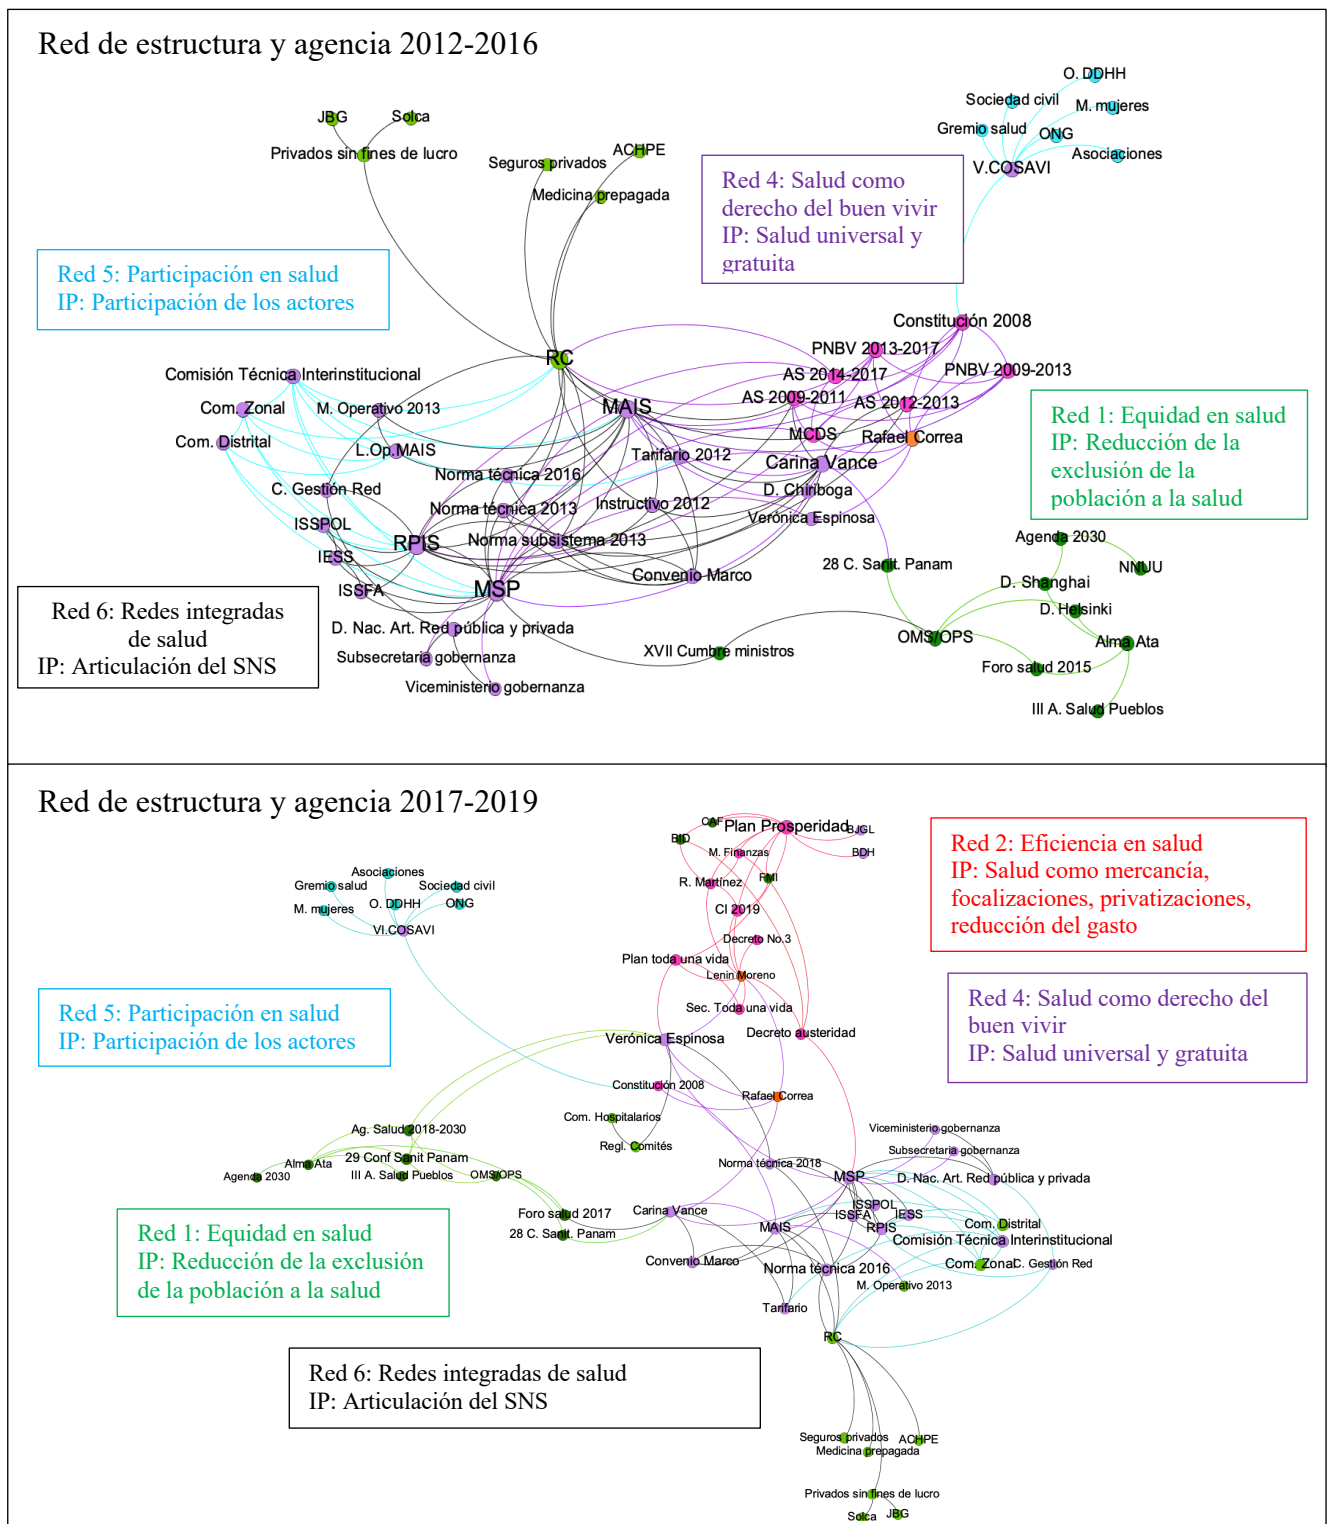 Red de estructura y agencia 2012-2016
O. DDHH
Sociedad civil
M. mujeres
JBG
Solca
Gremio salud
ONG
Privados sin fines de lucro
ACHPE
Asociaciones
Seguros privados
V.COSAVI
Medicina prepagada
Red 4: Salud como
derecho del buen vivir
IP: Salud universal y
gratuita
Red 5: Participación en salud
IP: Participación de los actores
Constitución 2008
RC
PNBV 2013-2017
Comisión Técnica Interinstitucional
AS 2014-2017
PNBV 2009-2013
AS 2009-2011
AS 2012-2013
Com. Zonal
M. Operativo 2013
MAIS
MCDS
Rafael Correa
Com. Distrital
L.Op.MAIS
Tarifario 2012
Carina Vance
Red 1: Equidad en salud
IP: Reducción de la
exclusión de la
población a la salud
Norma técnica 2016
C. Gestión Red
D. Chiriboga
Norma técnica 2013
Instructivo 2012
Verónica Espinosa
ISSPOL
RPIS
Norma subsistema 2013
Agenda 2030
IESS
28 C. Sanit. Panam
NNUU
Convenio Marco
D. Shanghai
ISSFA
MSP
D. Helsinki
Red 6: Redes integradas
de salud
IP: Articulación del SNS
D. Nac. Art. Red pública y privada
OMS/OPS
Alma Ata
Subsecretaria gobernanza
XVII Cumbre ministros
Foro salud 2015
Viceministerio gobernanza
III A. Salud Pueblos
Red de estructura y agencia 2017-2019
CAF
Plan Prosperidad
BJGL
BID
M. Finanzas
BDH
Red 2: Eficiencia en salud
IP: Salud como mercancía,
focalizaciones, privatizaciones,
reducción del gasto
Asociaciones
R. Martínez
FMI
Gremio salud
Sociedad civil
M. mujeres
O. DDHH
ONG
CI 2019
VI.COSAVI
Decreto No.3
Plan toda una vida
Lenin Moreno
Red 4: Salud como derecho del
buen vivir
IP: Salud universal y gratuita
Red 5: Participación en salud
IP: Participación de los actores
Sec. Toda una vida
Verónica Espinosa
Decreto austeridad
Constitución 2008
Rafael Correa
Com. Hospitalarios
Ag. Salud 2018-2030
Viceministerio gobernanza
Regl. Comités
Subsecretaria gobernanza
Alma Ata
29 Conf Sanit Panam
Norma técnica 2018
Agenda 2030
III A. Salud Pueblos
OMS/OPS
MSP
D. Nac. Art. Red pública y privada
ISSPOL
Red 1: Equidad en salud
IP: Reducción de la exclusión
de la población a la salud
Foro salud 2017
Carina Vance
ISSFA
IESS
28 C. Sanit. Panam
MAIS
RPIS
Com. Distrital
Comisión Técnica Interinstitucional
Convenio Marco
Norma técnica 2016
Com. Zonal
C. Gestión Red
M. Operativo 2013
Tarifario
RC
Red 6: Redes integradas de salud
IP: Articulación del SNS
Seguros privados
ACHPE
Medicina prepagada
Privados sin fines de lucro
Solca
JBG